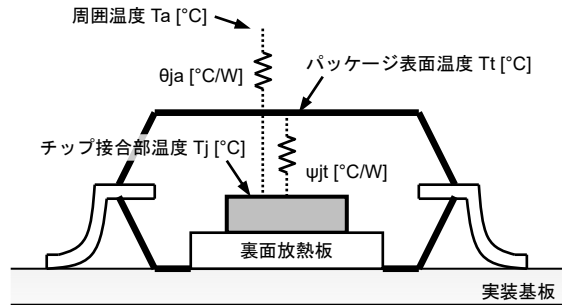 周囲温度 Ta [°C]
θja [°C/W]
パッケージ表面温度 Tt [°C]
チップ接合部温度 Tj [°C]
ψjt [°C/W]
裏面放熱板
実装基板